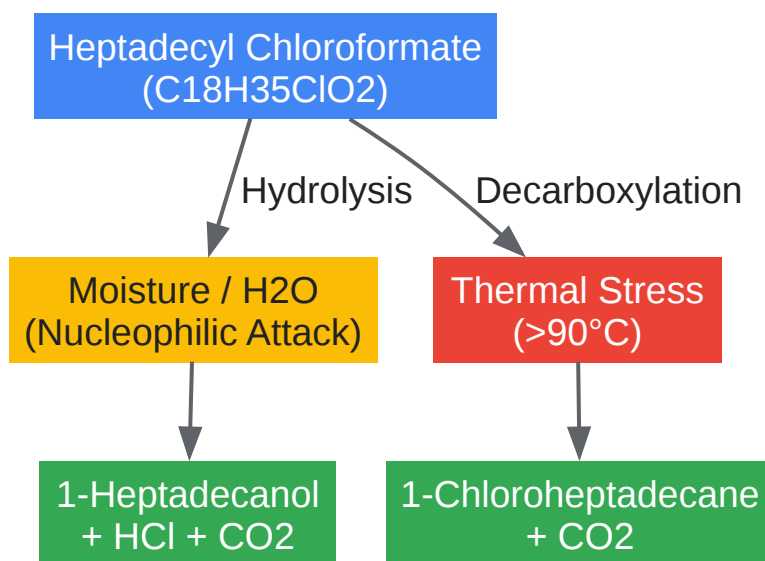 Heptadecyl Chloroformate
(C18H35ClO2)
Hydrolysis
Decarboxylation
Moisture / H2O
(Nucleophilic Attack)
Thermal Stress
(>90°C)
1-Heptadecanol
+ HCl + CO2
1-Chloroheptadecane
+ CO2